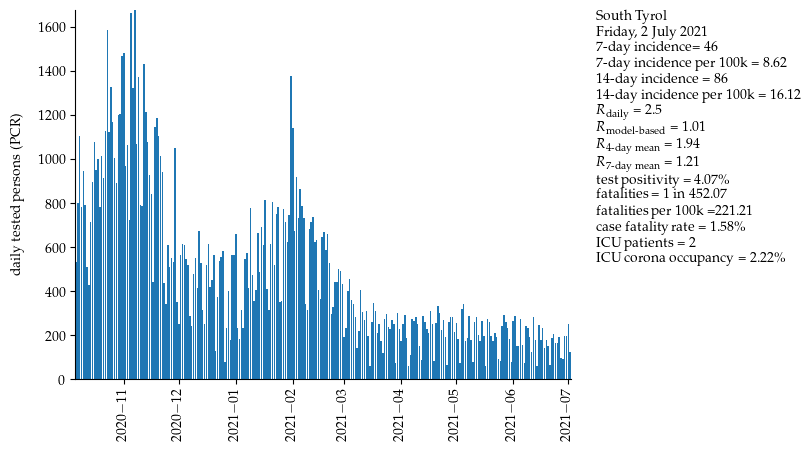 South Tyrol
Friday, 2 July 2021
7-day incidence= 46
7-day incidence per 100k = 8.62
14-day incidence = 86
14-day incidence per 100k = 16.12
R_daily = 2.5
R_model-based = 1.01
R_4-day mean = 1.94
R_7-day mean = 1.21
test positivity = 4.07%
fatalities = 1 in 452.07
fatalities per 100k =221.21
case fatality rate = 1.58%
ICU patients = 2
ICU corona occupancy = 2.22%
daily tested persons (PCR)
1600
1400
1200
1000
800
600
400
200
0
2020−11
2020−12
2021−01
2021−02
2021−03
2021−04
2021−05
2021−06
2021−07